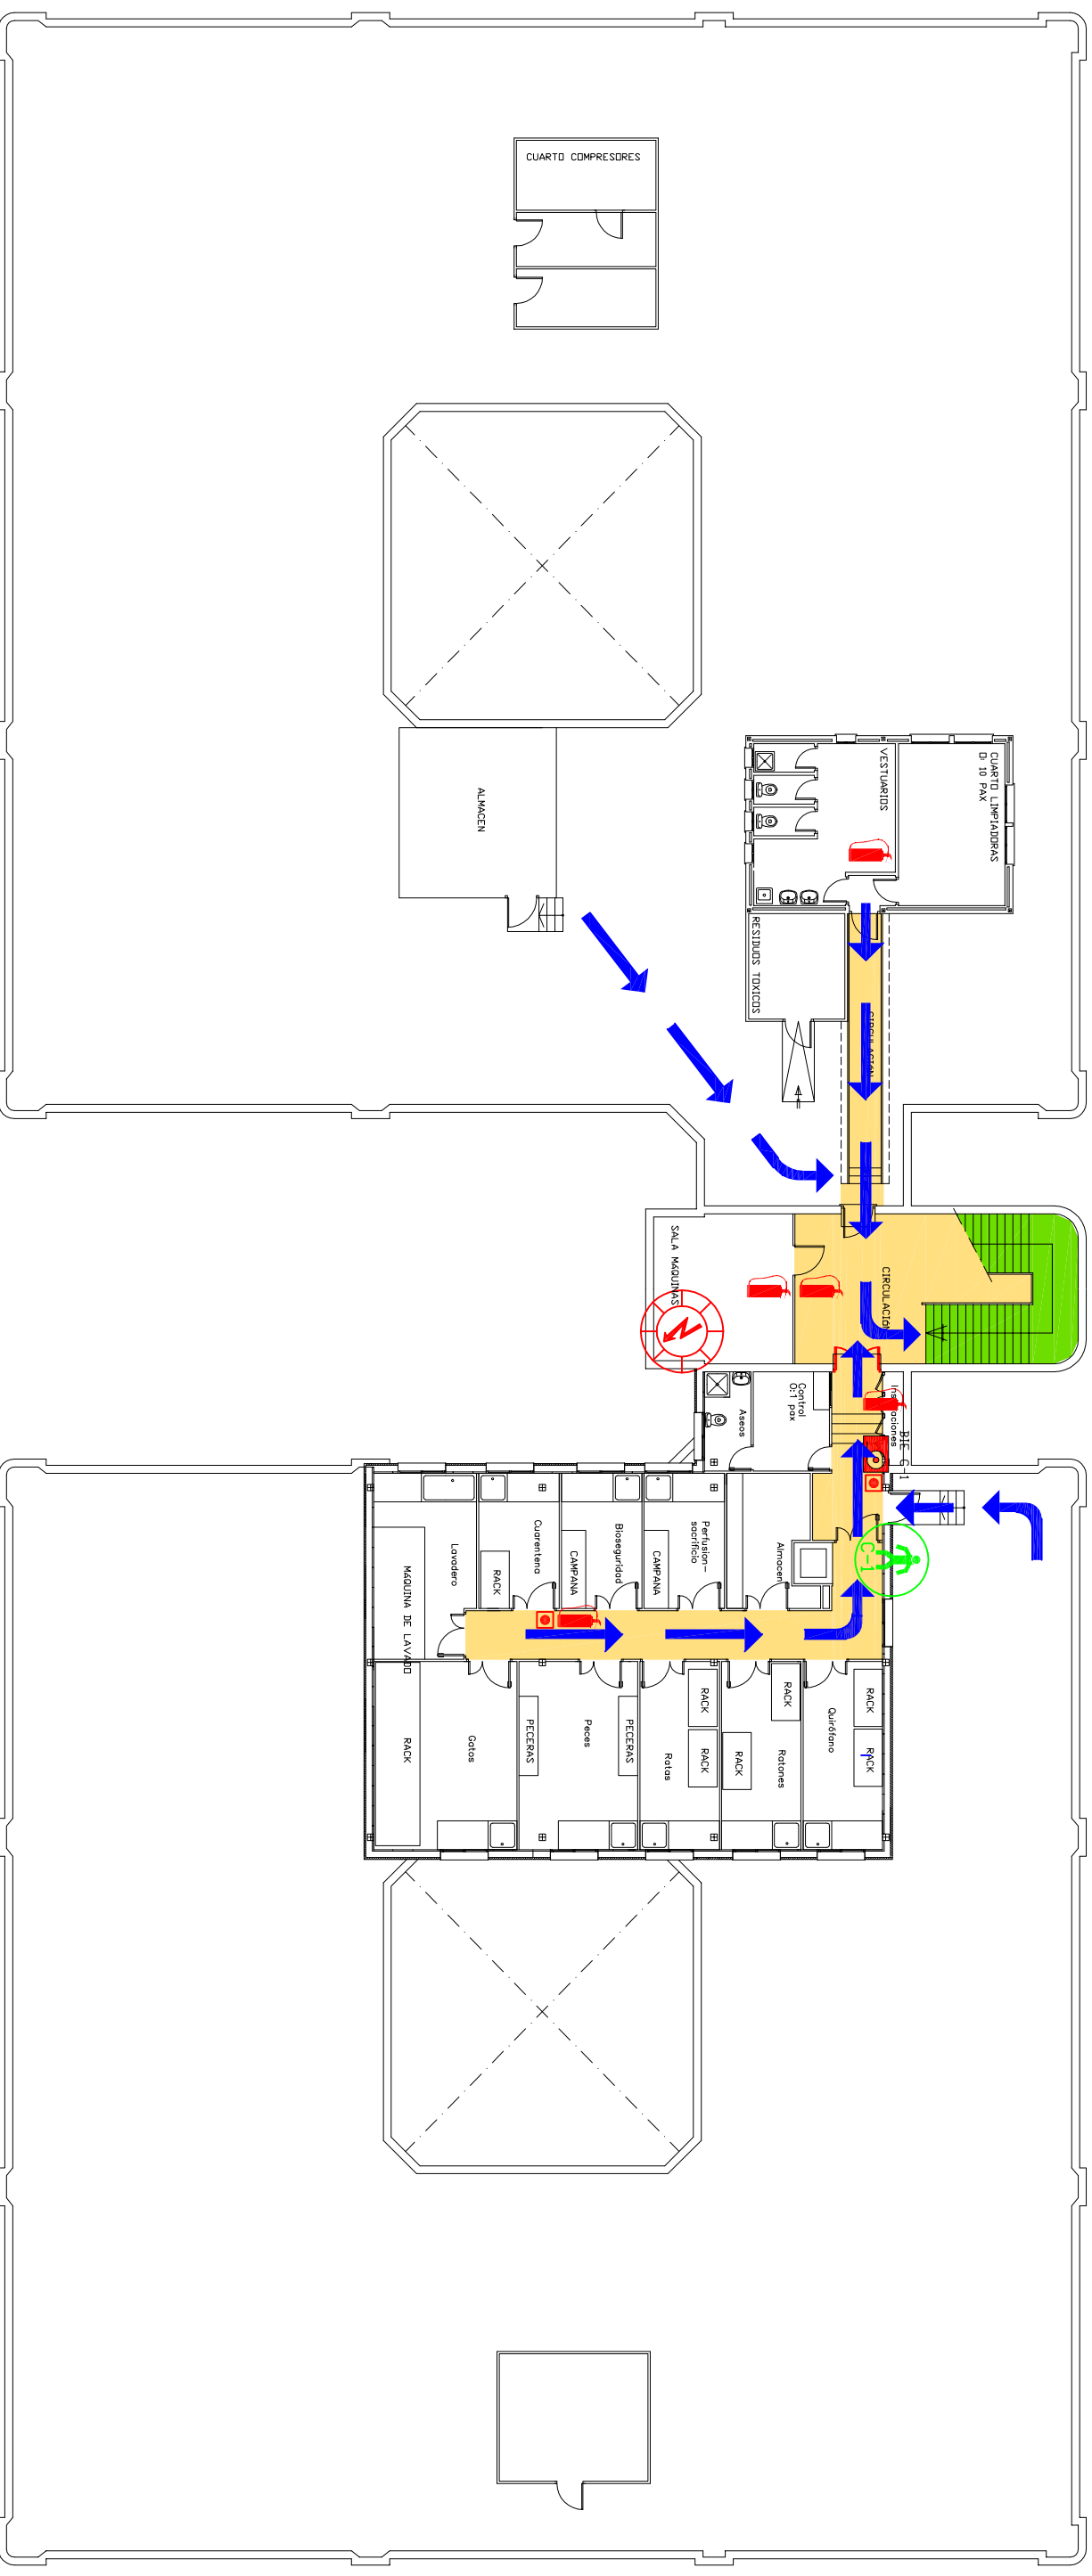 CUARTO COMPRESORES
ALMACEN
VESTUARIOS
CUARTO LIMPIADORAS
O: 10 PAX
RESIDUOS TOXICOS
CIRCULACION
SALA MAQUINAS
CIRCULACIÓN
Control
O:1 pax
Aseos
Instalaciones
BIE C-1
C-1
Lavadero
MAQUINA DE LAVADO
Cuarentena
RACK
Bioseguridad
CAMPANA
Perfusion-
sacrificio
CAMPANA
Almacen
Gatos
RACK
Peces
PECERAS
PECERAS
Ratas
RACK
RACK
Ratones
RACK
RACK
Quirófano
RACK
RACK